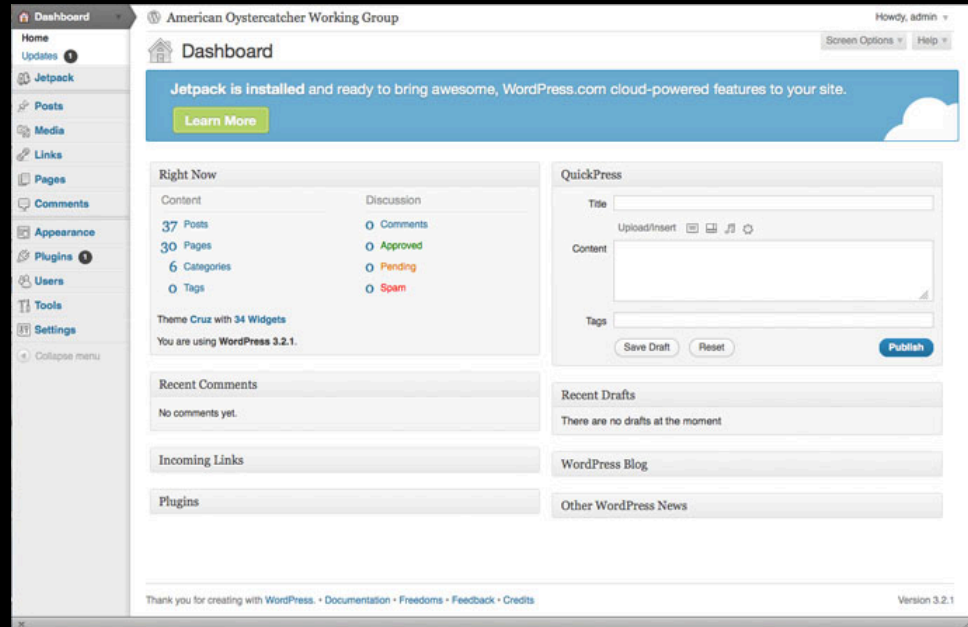 Dashboard
Home
Updates 1
Jetpack
Posts
Media
Links
Pages
Comments
Appearance
Plugins 1
Users
Tools
Settings
Collapse menu
American Oystercatcher Working Group
Howdy, admin
Screen Options
Help
Dashboard
Jetpack is installed and ready to bring awesome, WordPress.com cloud-powered features to your site.
Learn More
Right Now
Content
Discussion
37 Posts
0 Comments
30 Pages
0 Approved
6 Categories
0 Pending
0 Tags
0 Spam
Theme Cruz with 34 Widgets
You are using WordPress 3.2.1.
Recent Comments
No comments yet.
Incoming Links
Plugins
QuickPress
Title
Upload/Insert
Content
Tags
Save Draft
Reset
Publish
Recent Drafts
There are no drafts at the moment
WordPress Blog
Other WordPress News
Thank you for creating with WordPress. • Documentation • Freedoms • Feedback • Credits
Version 3.2.1